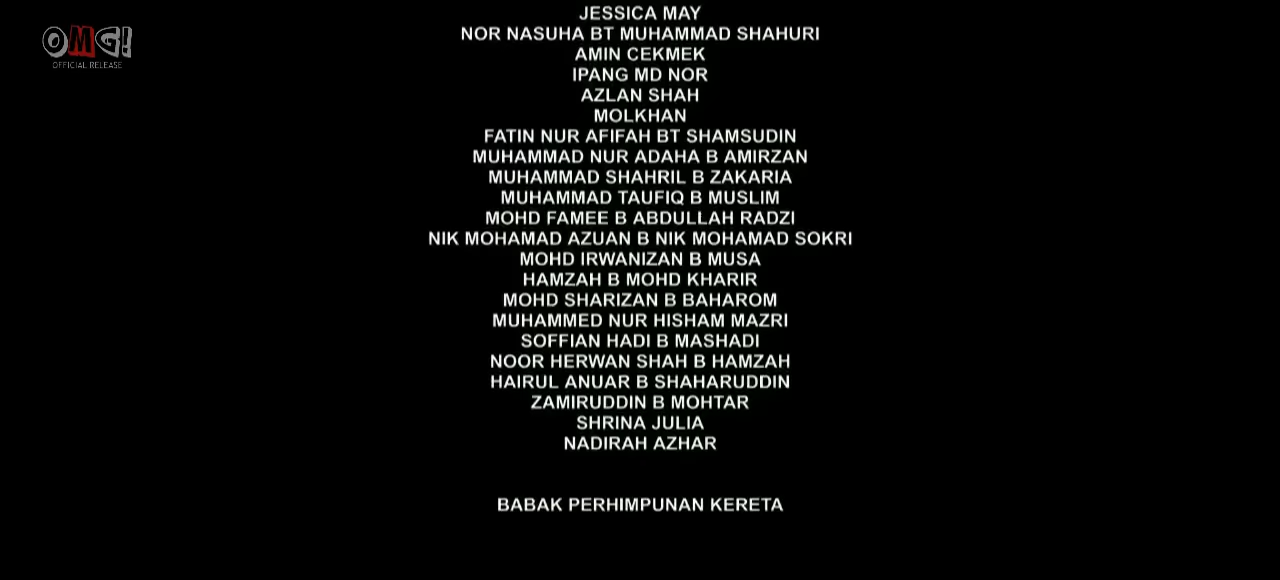 OMG!
OFFICIAL RELEASE
JESSICA MAY
NOR NASUHA BT MUHAMMAD SHAHURI
AMIN CEKMEK
IPANG MD NOR
AZLAN SHAH
MOLKHAN
FATIN NUR AFIFAH BT SHAMSUDIN
MUHAMMAD NUR ADAHA B AMIRZAN
MUHAMMAD SHAHRIL B ZAKARIA
MUHAMMAD TAUFIQ B MUSLIM
MOHD FAMEE B ABDULLAH RADZI
NIK MOHAMAD AZUAN B NIK MOHAMAD SOKRI
MOHD IRWANIZAN B MUSA
HAMZAH B MOHD KHARIR
MOHD SHARIZAN B BAHAROM
MUHAMMED NUR HISHAM MAZRI
SOFFIAN HADI B MASHADI
NOOR HERWAN SHAH B HAMZAH
HAIRUL ANUAR B SHAHARUDDIN
ZAMIRUDDIN B MOHTAR
SHRINA JULIA
NADIRAH AZHAR
BABAK PERHIMPUNAN KERETA